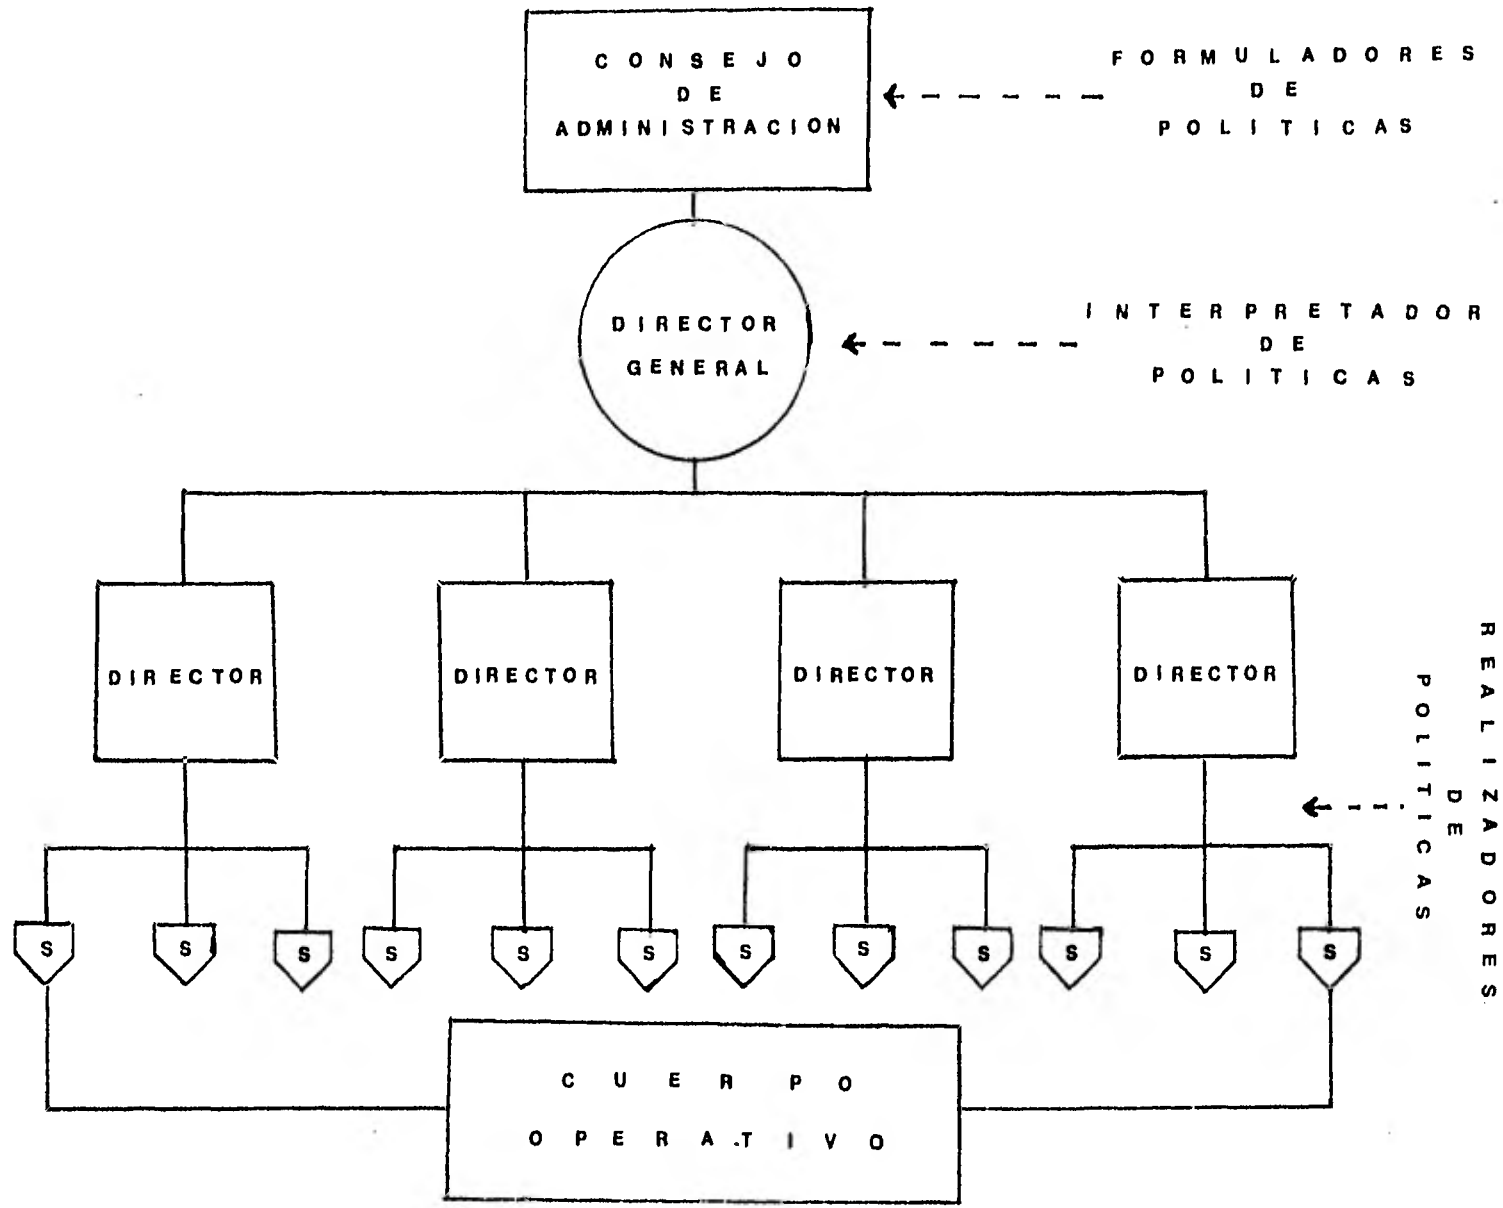 CONSEJO
DE
ADMINISTRACION
FORMULADORES
DE
POLITICAS
DIRECTOR
GENERAL
INTERPRETADOR
DE
POLITICAS
DIRECTOR
DIRECTOR
DIRECTOR
DIRECTOR
REALIZADORES
DE
POLITICAS
S
S
S
S
S
S
S
S
S
S
S
S
CUERPO
OPERATIVO